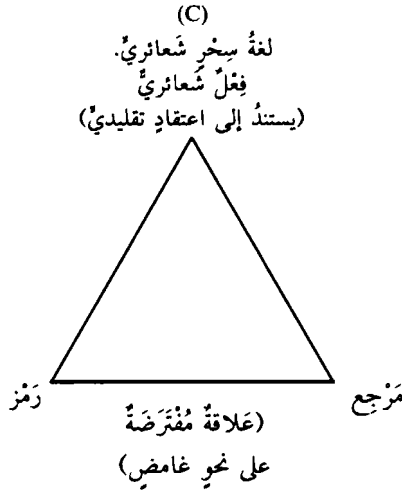 (C)
لغةُ سِحْرٍ شَعائريٍّ.
فِعْلٌ شَعائريٌّ
(يستندُ إلى اعتقادٍ تقليديٍّ)
مَرْجِع
رَمْز
(عَلاقةٌ مُفْتَرَضَةٌ
على نحوٍ غامضٍ)